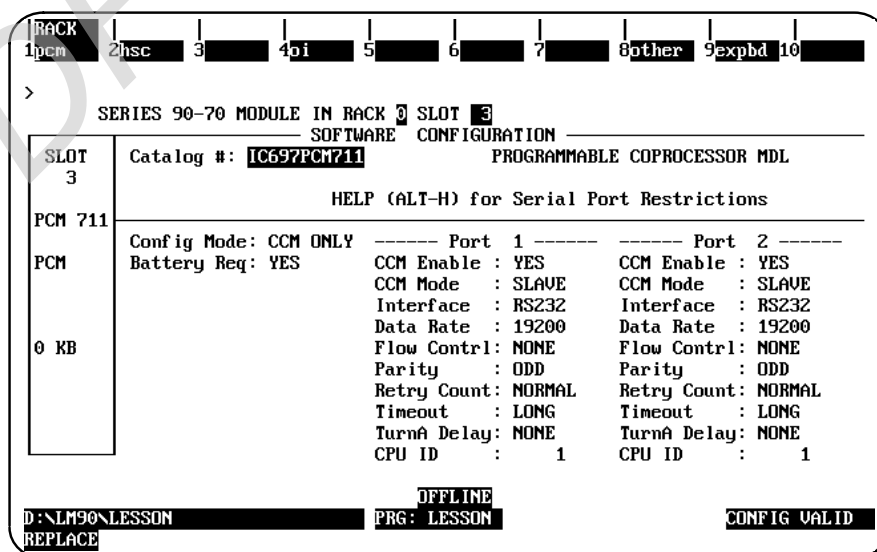 RACK
1pcm 2hsc 3 4oi 5 6 7 8other 9expbd 10
>
SERIES 90-70 MODULE IN RACK 0 SLOT 3
SOFTWARE CONFIGURATION
SLOT Catalog #: IC697PCM711 PROGRAMMABLE COPROCESSOR MDL
3
HELP (ALT-H) for Serial Port Restrictions
PCM 711
Config Mode: CCM ONLY ------ Port 1 ------ ------ Port 2 ------
PCM Battery Req: YES CCM Enable : YES CCM Enable : YES
CCM Mode : SLAVE CCM Mode : SLAVE
Interface : RS232 Interface : RS232
Data Rate : 19200 Data Rate : 19200
0 KB Flow Contrl: NONE Flow Contrl: NONE
Parity : ODD Parity : ODD
Retry Count: NORMAL Retry Count: NORMAL
Timeout : LONG Timeout : LONG
TurnA Delay: NONE TurnA Delay: NONE
CPU ID : 1 CPU ID : 1
OFFLINE
D:\LM90\LESSON PRG: LESSON CONFIG VALID
REPLACE